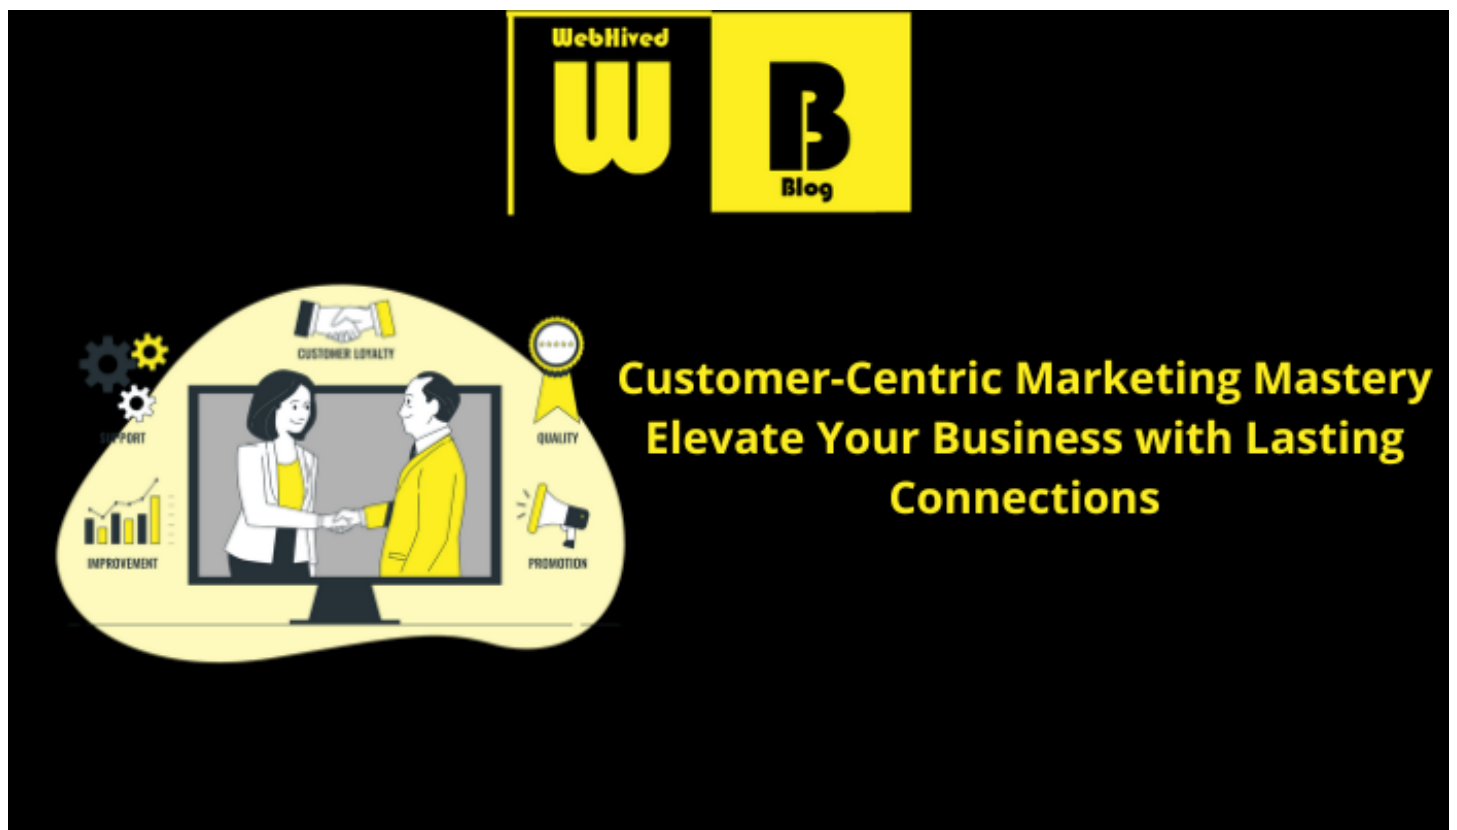 WebHived
W
B
Blog
CUSTOMER LOYALTY
SUPPORT
QUALITY
IMPROVEMENT
PROMOTION
Customer-Centric Marketing Mastery
Elevate Your Business with Lasting
Connections